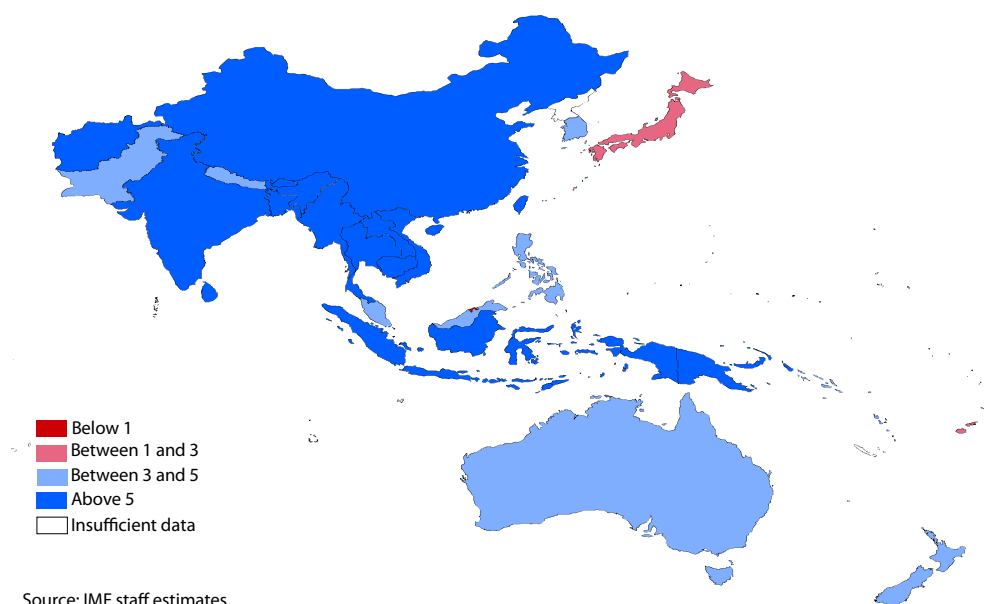 Below 1
Between 1 and 3
Between 3 and 5
Above 5
Insufficient data
Source: IMF staff estimates